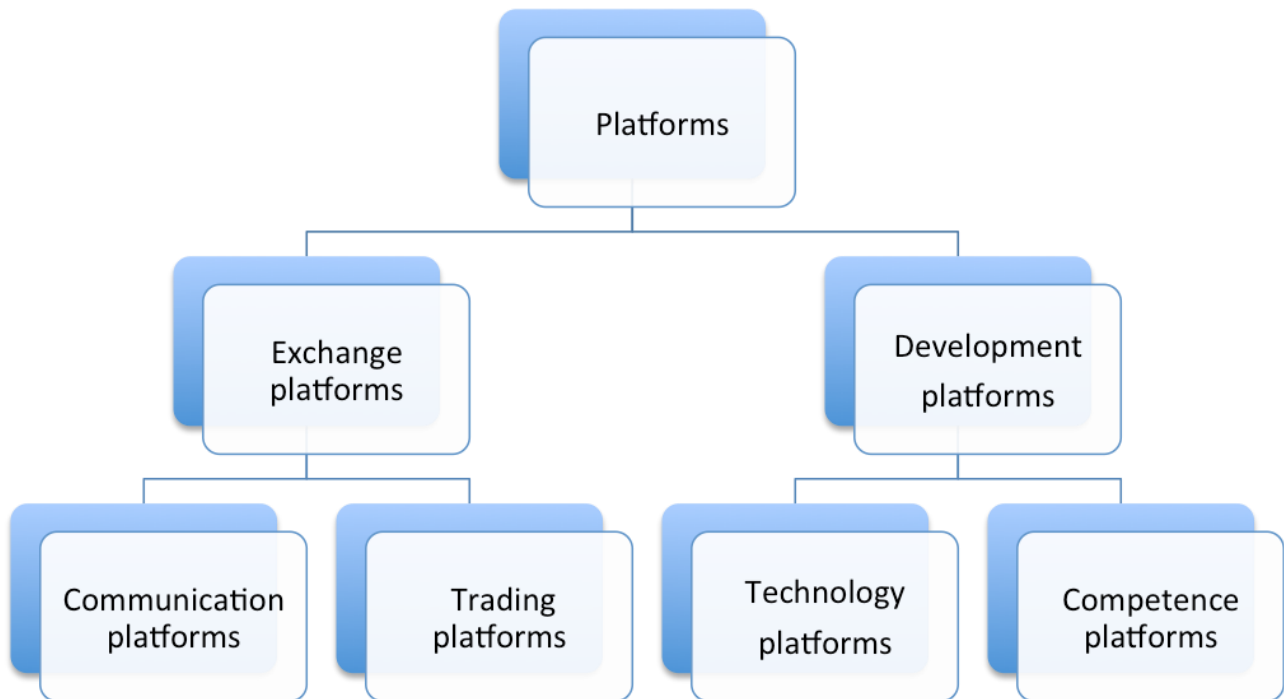 Platforms
Exchange
platforms
Development
platforms
Communication
platforms
Trading
platforms
Technology
platforms
Competence
platforms